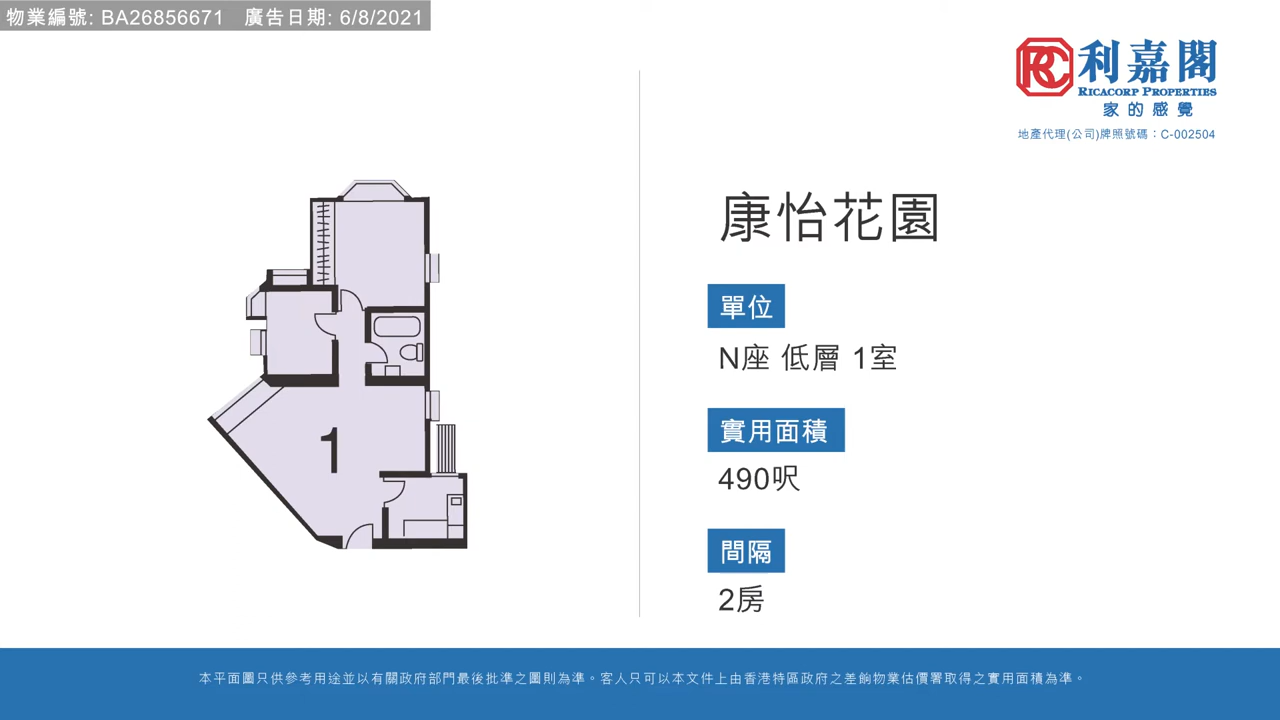 物業編號: BA26856671 廣告日期: 6/8/2021
利嘉閣
RICACORP PROPERTIES
家的感覺
地產代理(公司)牌照號碼：C-002504
康怡花園
單位
N座 低層 1室
實用面積
490呎
間隔
2房
1
本平面圖只供參考用途並以有關政府部門最後批準之圖則為準。客人只可以本文件上由香港特區政府之差餉物業估價署取得之實用面積為準。